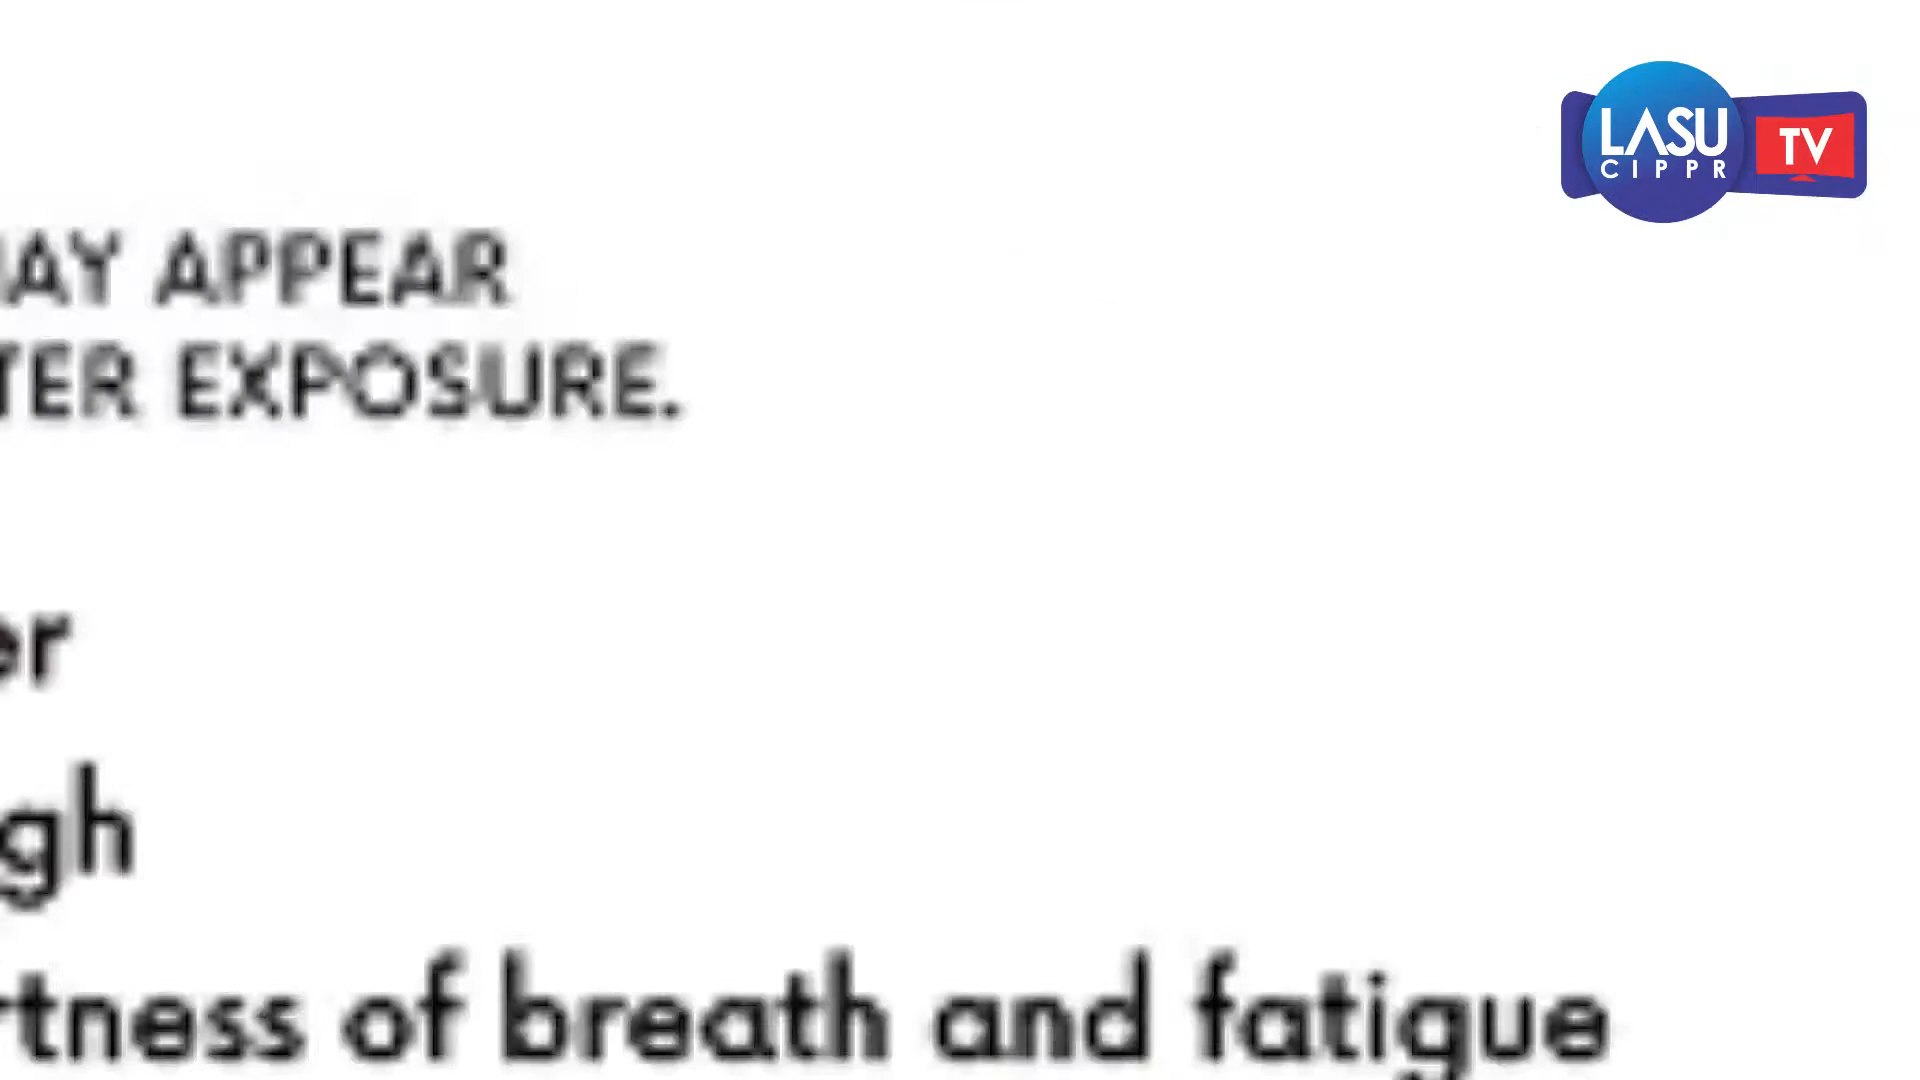 LASU
CIPPR
TV
AY APPEAR
TER EXPOSURE.
er
gh
rtness of breath and fatigue